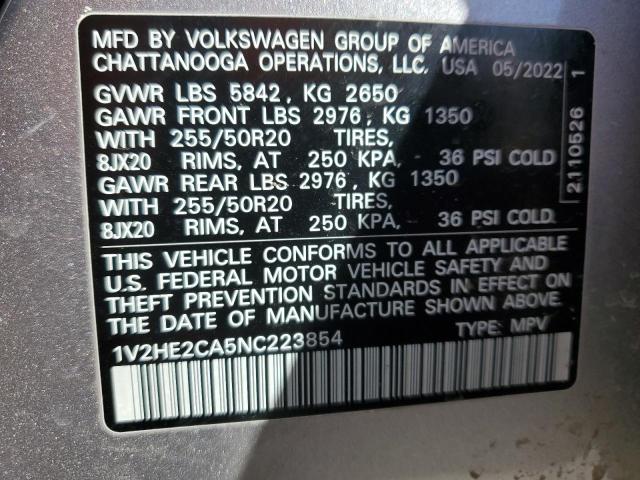 MFD BY VOLKSWAGEN GROUP OF AMERICA
CHATTANOOGA OPERATIONS, LLC, USA 05/2022
GVWR LBS 5842, KG 2650
GAWR FRONT LBS 2976, KG 1350
WITH 255/50R20 TIRES,
8JX20 RIMS, AT 250 KPA, 36 PSI COLD
GAWR REAR LBS 2976, KG 1350
WITH 255/50R20 TIRES,
8JX20 RIMS, AT 250 KPA, 36 PSI COLD
THIS VEHICLE CONFORMS TO ALL APPLICABLE
U.S. FEDERAL MOTOR VEHICLE SAFETY AND
THEFT PREVENTION STANDARDS IN EFFECT ON
THE DATE OF MANUFACTURE SHOWN ABOVE.
1V2HE2CA5NC223854 TYPE: MPV
2.110526 1